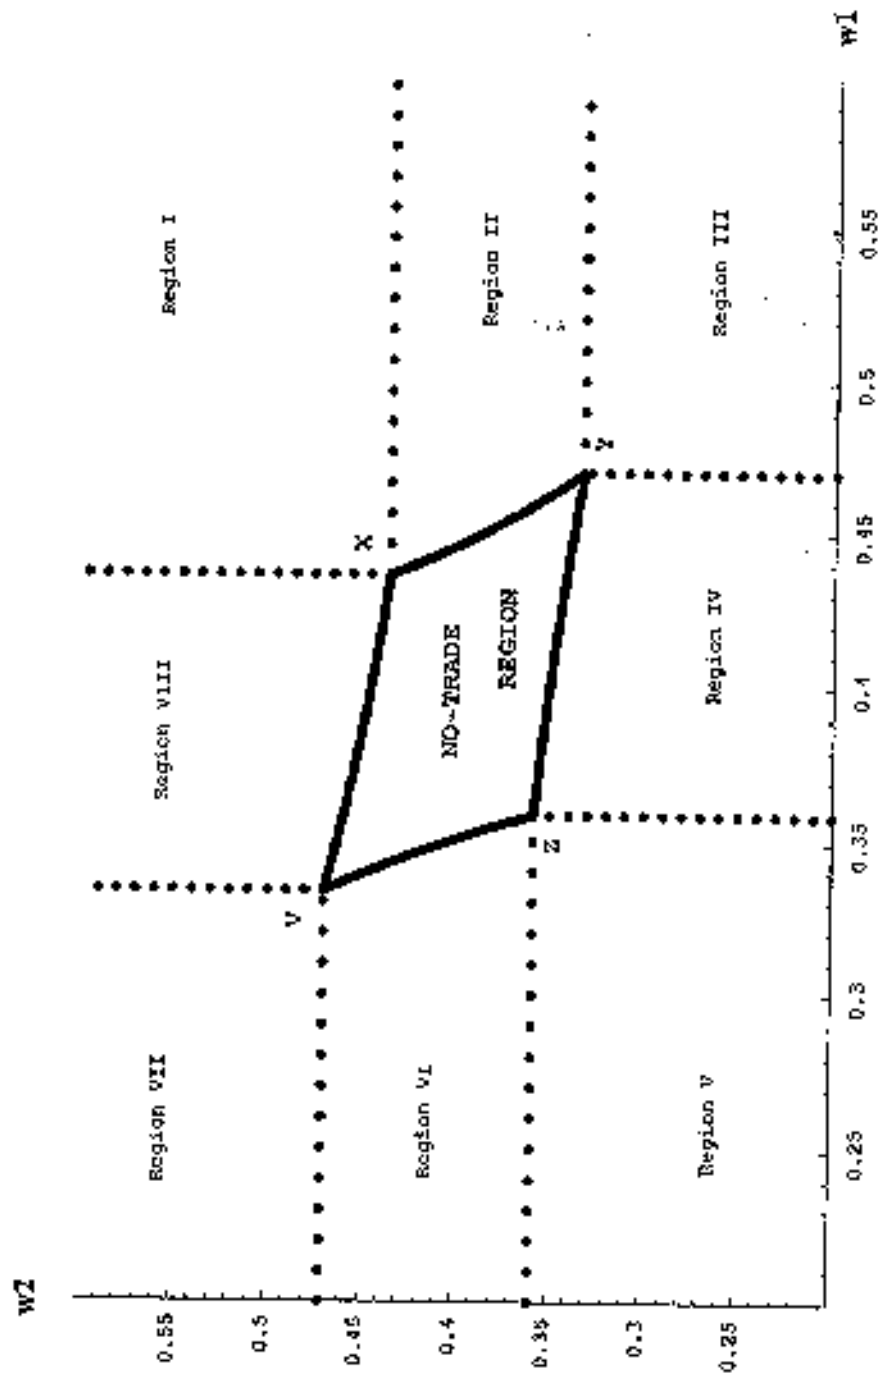 w2
0.55
0.5
0.45
0.4
0.35
0.3
0.25
Region VII
Region VIII
Region I
V
X
NO-TRADE
REGION
Region VI
Region II
Z
Y
Region V
Region IV
Region III
0.25
0.3
0.35
0.4
0.45
0.5
0.55
w1